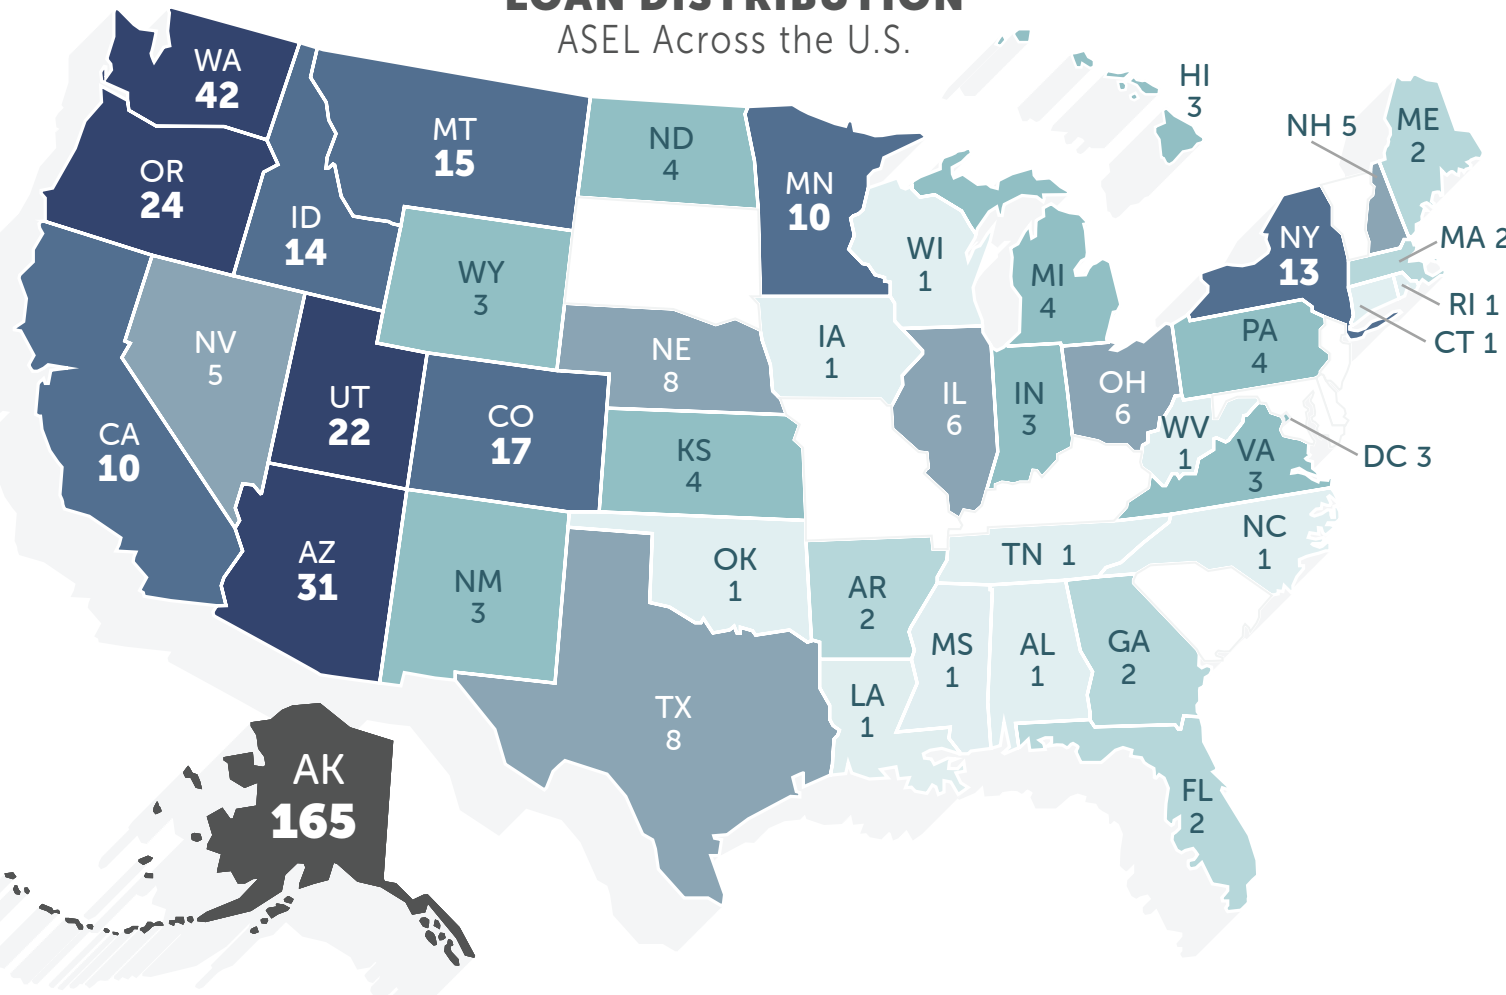 LOAN DISTRIBUTION
ASEL Across the U.S.
WA
42
OR
24
ID
14
MT
15
ND
4
MN
10
HI
3
NH 5
ME
2
WY
3
WI
1
MI
4
NY
13
MA 2
RI 1
CT 1
NV
5
UT
22
CO
17
NE
8
IA
1
IL
6
IN
3
OH
6
PA
4
CA
10
KS
4
WV
1
VA
3
DC 3
AZ
31
NM
3
OK
1
AR
2
TN 1
NC
1
TX
8
LA
1
MS
1
AL
1
GA
2
FL
2
AK
165